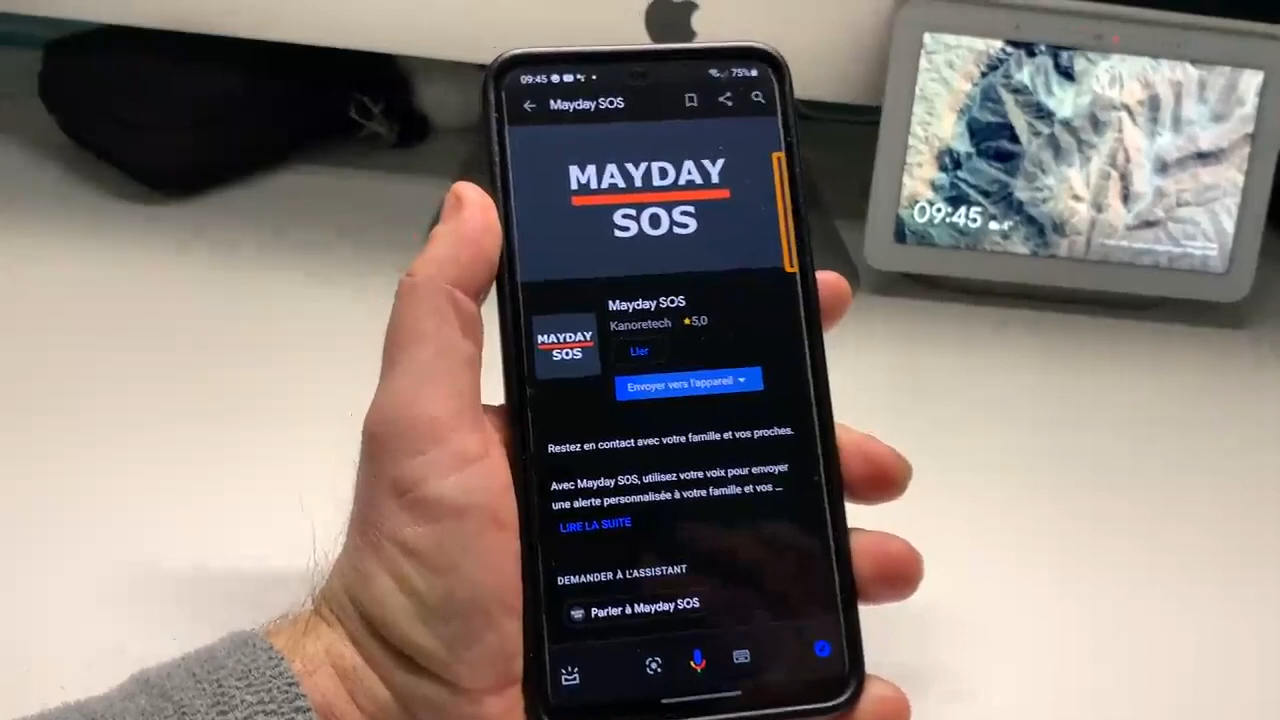 09:45
75%
Mayday SOS
MAYDAY
SOS
Mayday SOS
Kanoretech ★5,0
MAYDAY
SOS
Lier
Envoyer vers l'appareil
Restez en contact avec votre famille et vos proches.
Avec Mayday SOS, utilisez votre voix pour envoyer
une alerte personnalisée à votre famille et vos ...
LIRE LA SUITE
DEMANDER À L'ASSISTANT
Parler à Mayday SOS
09:45